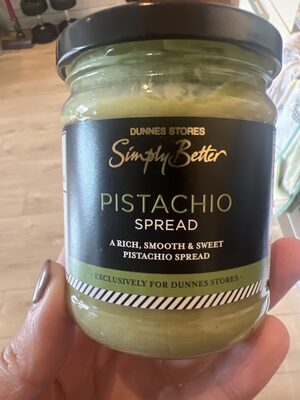 DUNNES STORES
Simply Better
PISTACHIO
SPREAD
A RICH, SMOOTH & SWEET
PISTACHIO SPREAD
- EXCLUSIVELY FOR DUNNES STORES -